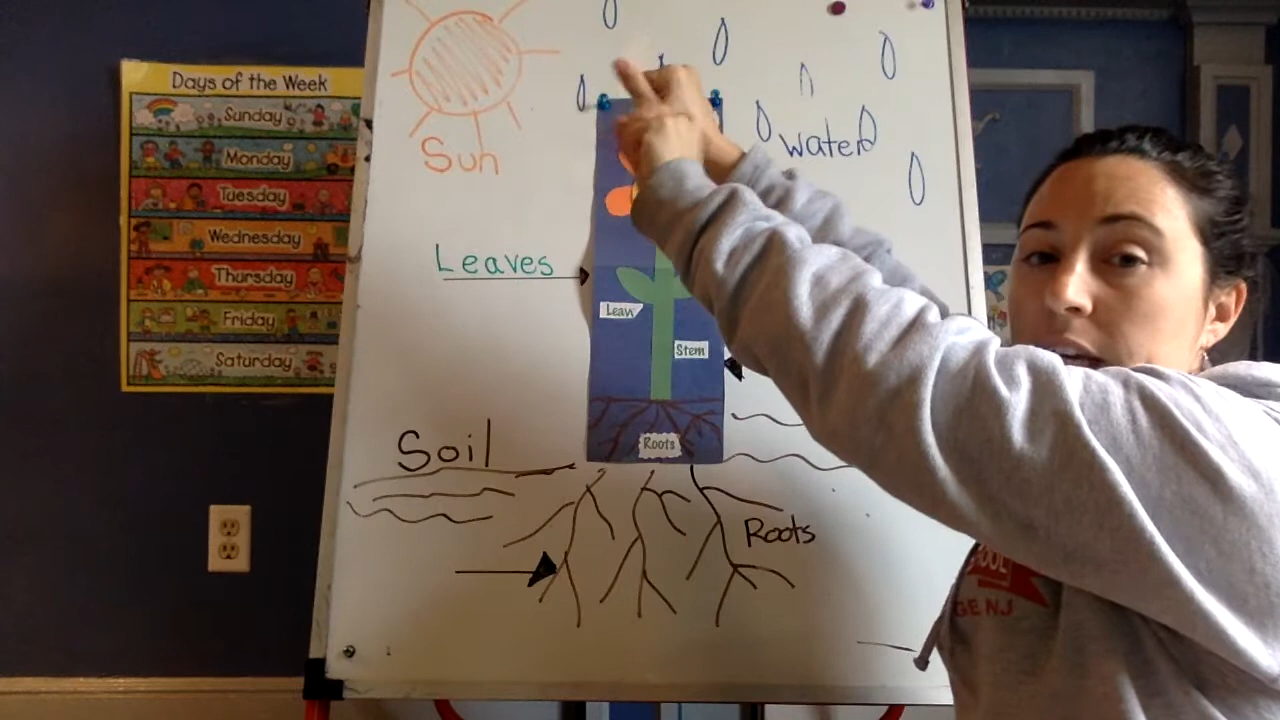 Days of the Week
Sunday
Monday
Tuesday
Wednesday
Thursday
Friday
Saturday
Sun
water
Leaves
Stem
Soil
Roots
Roots
GE NJ